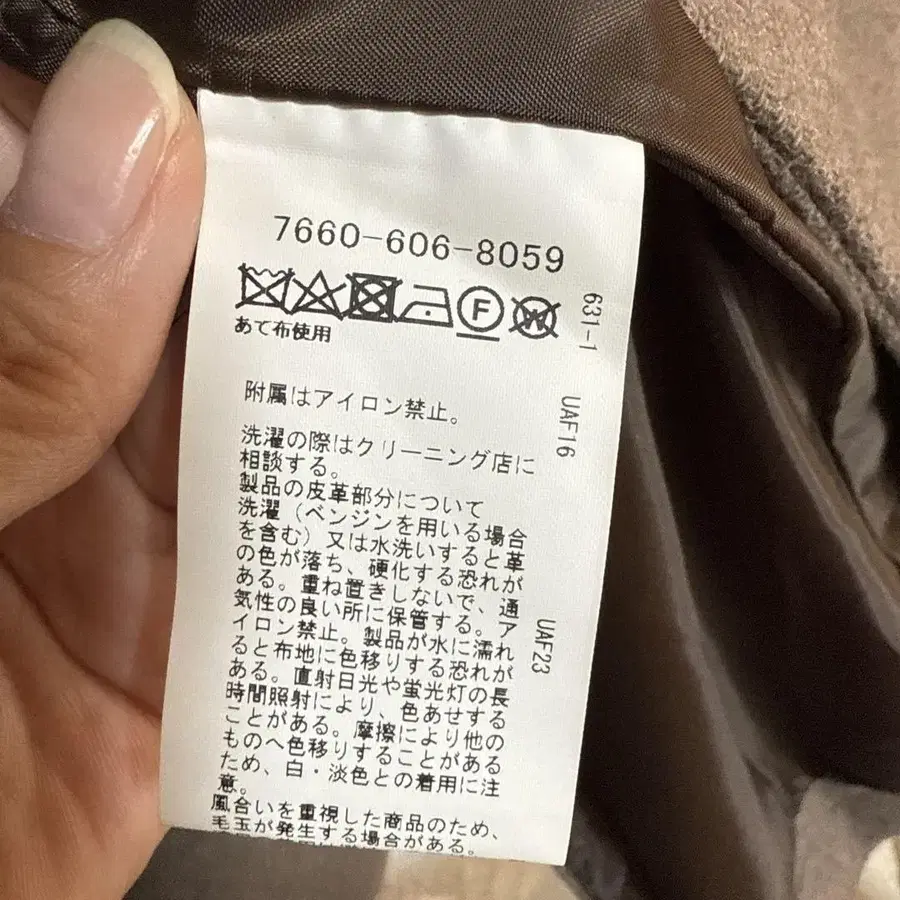 7660-606-8059
F W
あて布使用
附属はアイロン禁止。
洗濯の際はクリーニング店に
相談する。
製品の皮革部分について
洗濯（ベンジンを用いる場合
を含む）又は水洗いすると革
の色が落ち、硬化する恐れが
ある。重ね置きしないで、通
気性の良い所に保管する。ア
イロン禁止。製品が水に濡れ
ると布地に色移りする恐れが
ある。直射日光や蛍光灯の長
時間照射により、色あせする
ことがある。摩擦により他の
ものへ色移りすることがある
ため、白・淡色との着用に注
意。
風合いを重視した商品のため、
毛玉が発生する場合がある。
631-1
UAF16
UAF23